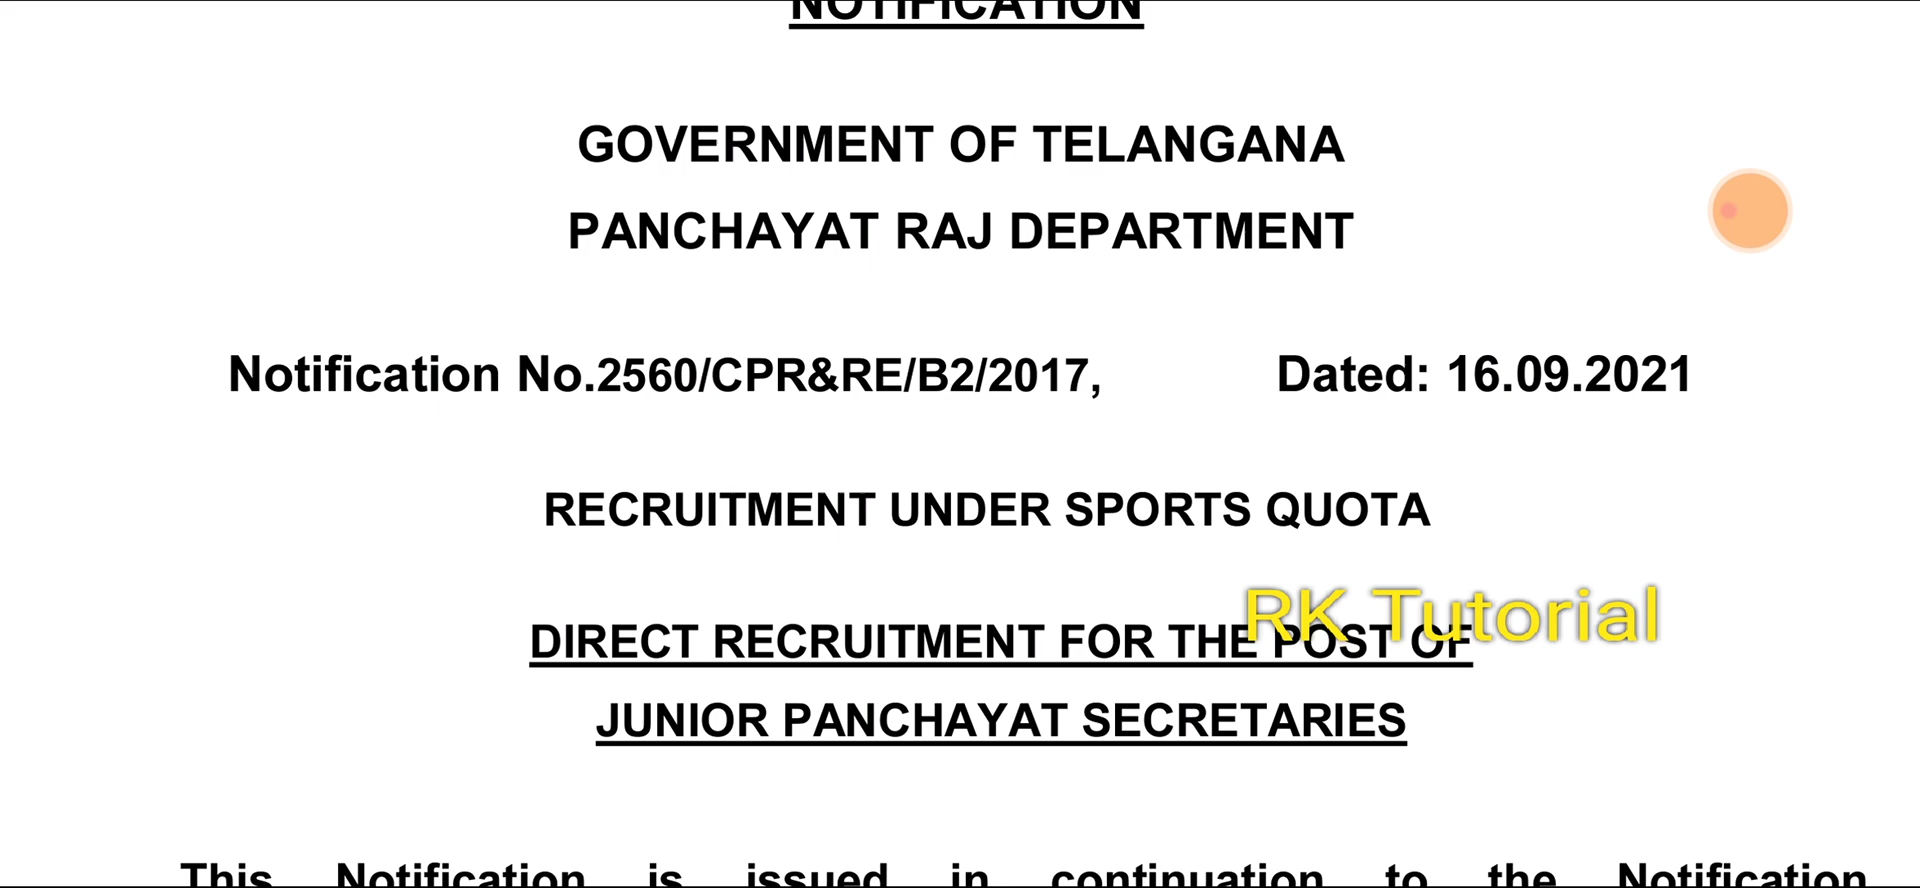 NOTIFICATION
GOVERNMENT OF TELANGANA
PANCHAYAT RAJ DEPARTMENT
Notification No.2560/CPR&RE/B2/2017, Dated: 16.09.2021
RECRUITMENT UNDER SPORTS QUOTA
RK Tutorial
DIRECT RECRUITMENT FOR THE POST OF
JUNIOR PANCHAYAT SECRETARIES
This Notification is issued in continuation to the Notification